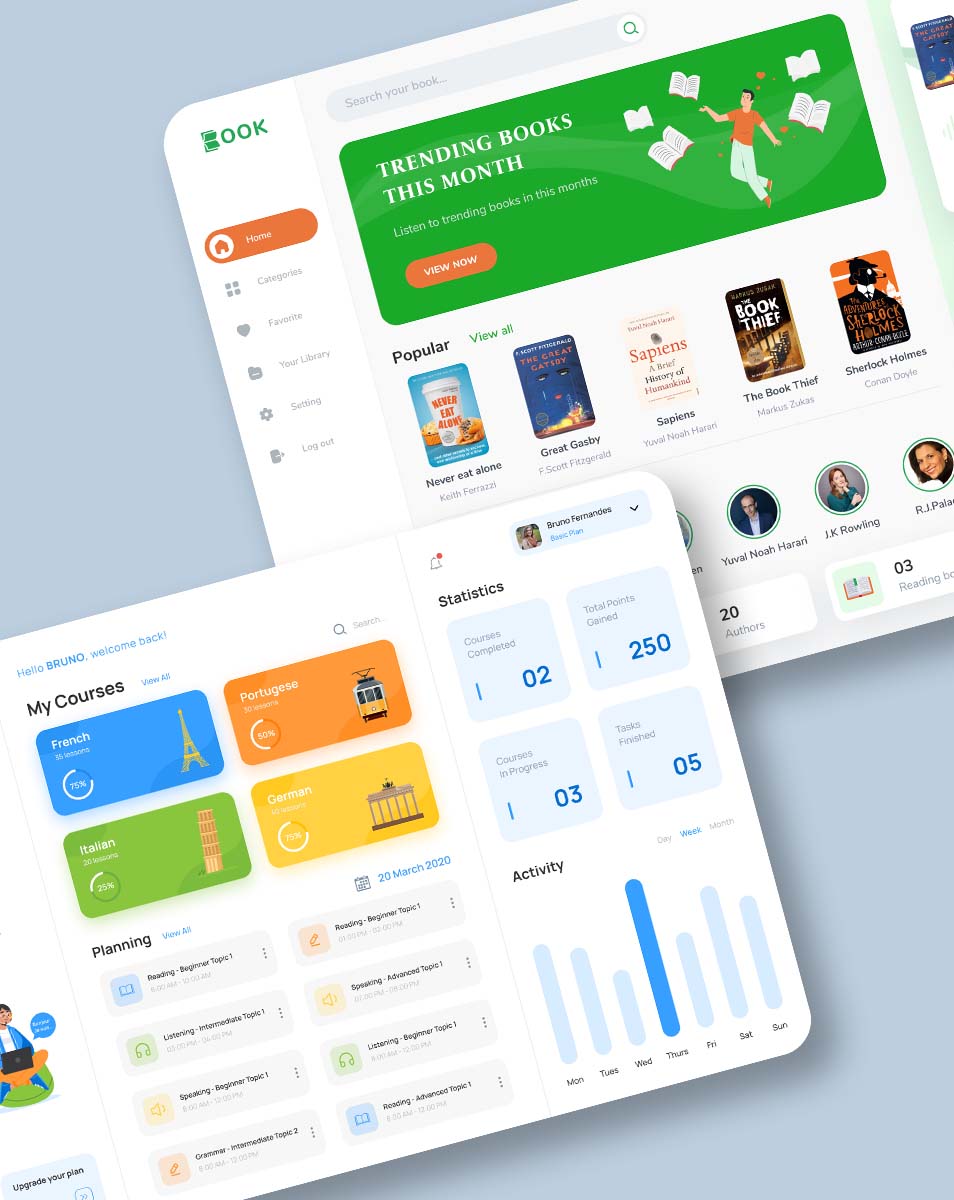 BOOK
Search your book...
TRENDING BOOKS
THIS MONTH
Listen to trending books in this months
VIEW NOW
Home
Categories
Favorite
Your Library
Setting
Log out
Popular
View all
NEVER
EAT
ALONE
Never eat alone
Keith Ferrazzi
F. SCOTT FITZGERALD
THE GREAT
GATSBY
Great Gasby
F.Scott Fitzgerald
Yuval Noah Harari
Sapiens
A Brief
History of
Humankind
Sapiens
Yuval Noah Harari
MARKUS ZUSAK
THE
BOOK
THIEF
The Book Thief
Markus Zukas
THE
ADVENTURES
OF
SHERLOCK
HOLMES
ARTHUR CONAN DOYLE
Sherlock Holmes
Conan Doyle
THE GREAT
GATSBY
en
Yuval Noah Harari
J.K Rowling
R.J.Palac
20
Authors
03
Reading bo
Bruno Fernandes
Basic Plan
Hello BRUNO, welcome back!
Search...
My Courses
View All
French
35 lessons
75%
Portugese
30 lessons
50%
Italian
20 lessons
25%
German
10 lessons
75%
Statistics
Courses
Completed
02
Total Points
Gained
250
Courses
In Progress
03
Tasks
Finished
05
Planning
View All
20 March 2020
Reading - Beginner Topic 1
8:00 AM - 10:00 AM
Reading - Beginner Topic 1
01:00 PM - 02:00 PM
Listening - Intermediate Topic 1
03:00 PM - 04:00 PM
Speaking - Advanced Topic 1
07:00 PM - 08:00 PM
Speaking - Beginner Topic 1
8:00 AM - 12:00 PM
Listening - Beginner Topic 1
8:00 AM - 12:00 PM
Grammar - Intermediate Topic 2
8:00 AM - 12:00 PM
Reading - Advanced Topic 1
8:00 AM - 12:00 PM
Activity
Day
Week
Month
Mon
Tues
Wed
Thurs
Fri
Sat
Sun
Upgrade your plan